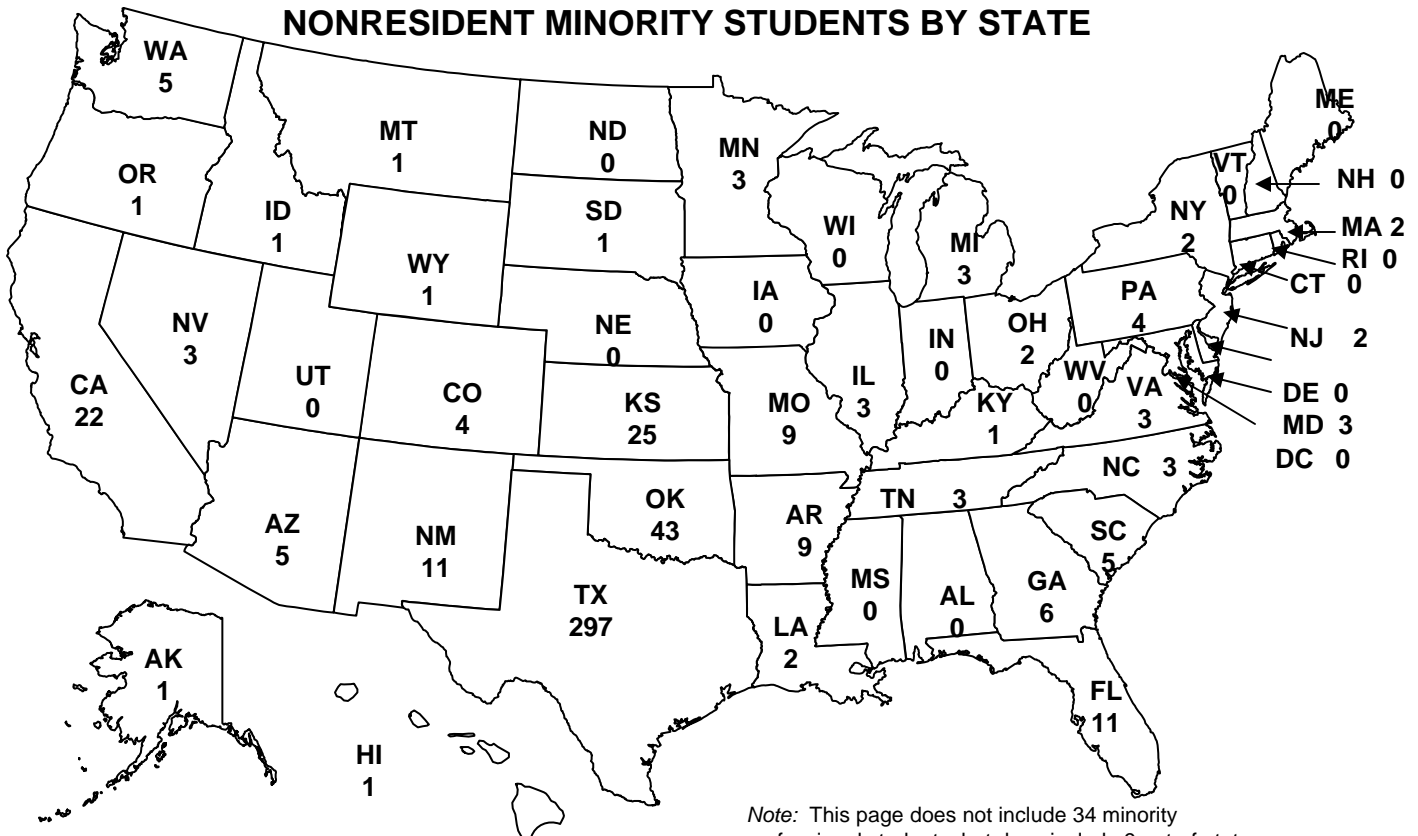 NONRESIDENT MINORITY STUDENTS BY STATE
WA
5
MT
1
ND
0
MN
3
ME
0
OR
1
ID
1
SD
1
WI
0
MI
3
NY
2
VT
0
NH 0
MA 2
RI 0
CT 0
WY
1
IA
0
PA
4
NV
3
NE
0
IN
0
OH
2
NJ 2
CA
22
UT
0
CO
4
KS
25
MO
9
IL
3
WV
0
VA
3
KY
1
DE 0
MD 3
DC 0
NC 3
TN 3
AZ
5
NM
11
OK
43
AR
9
SC
5
MS
0
AL
0
GA
6
TX
297
LA
2
AK
1
FL
11
HI
1
Note: This page does not include 34 minority